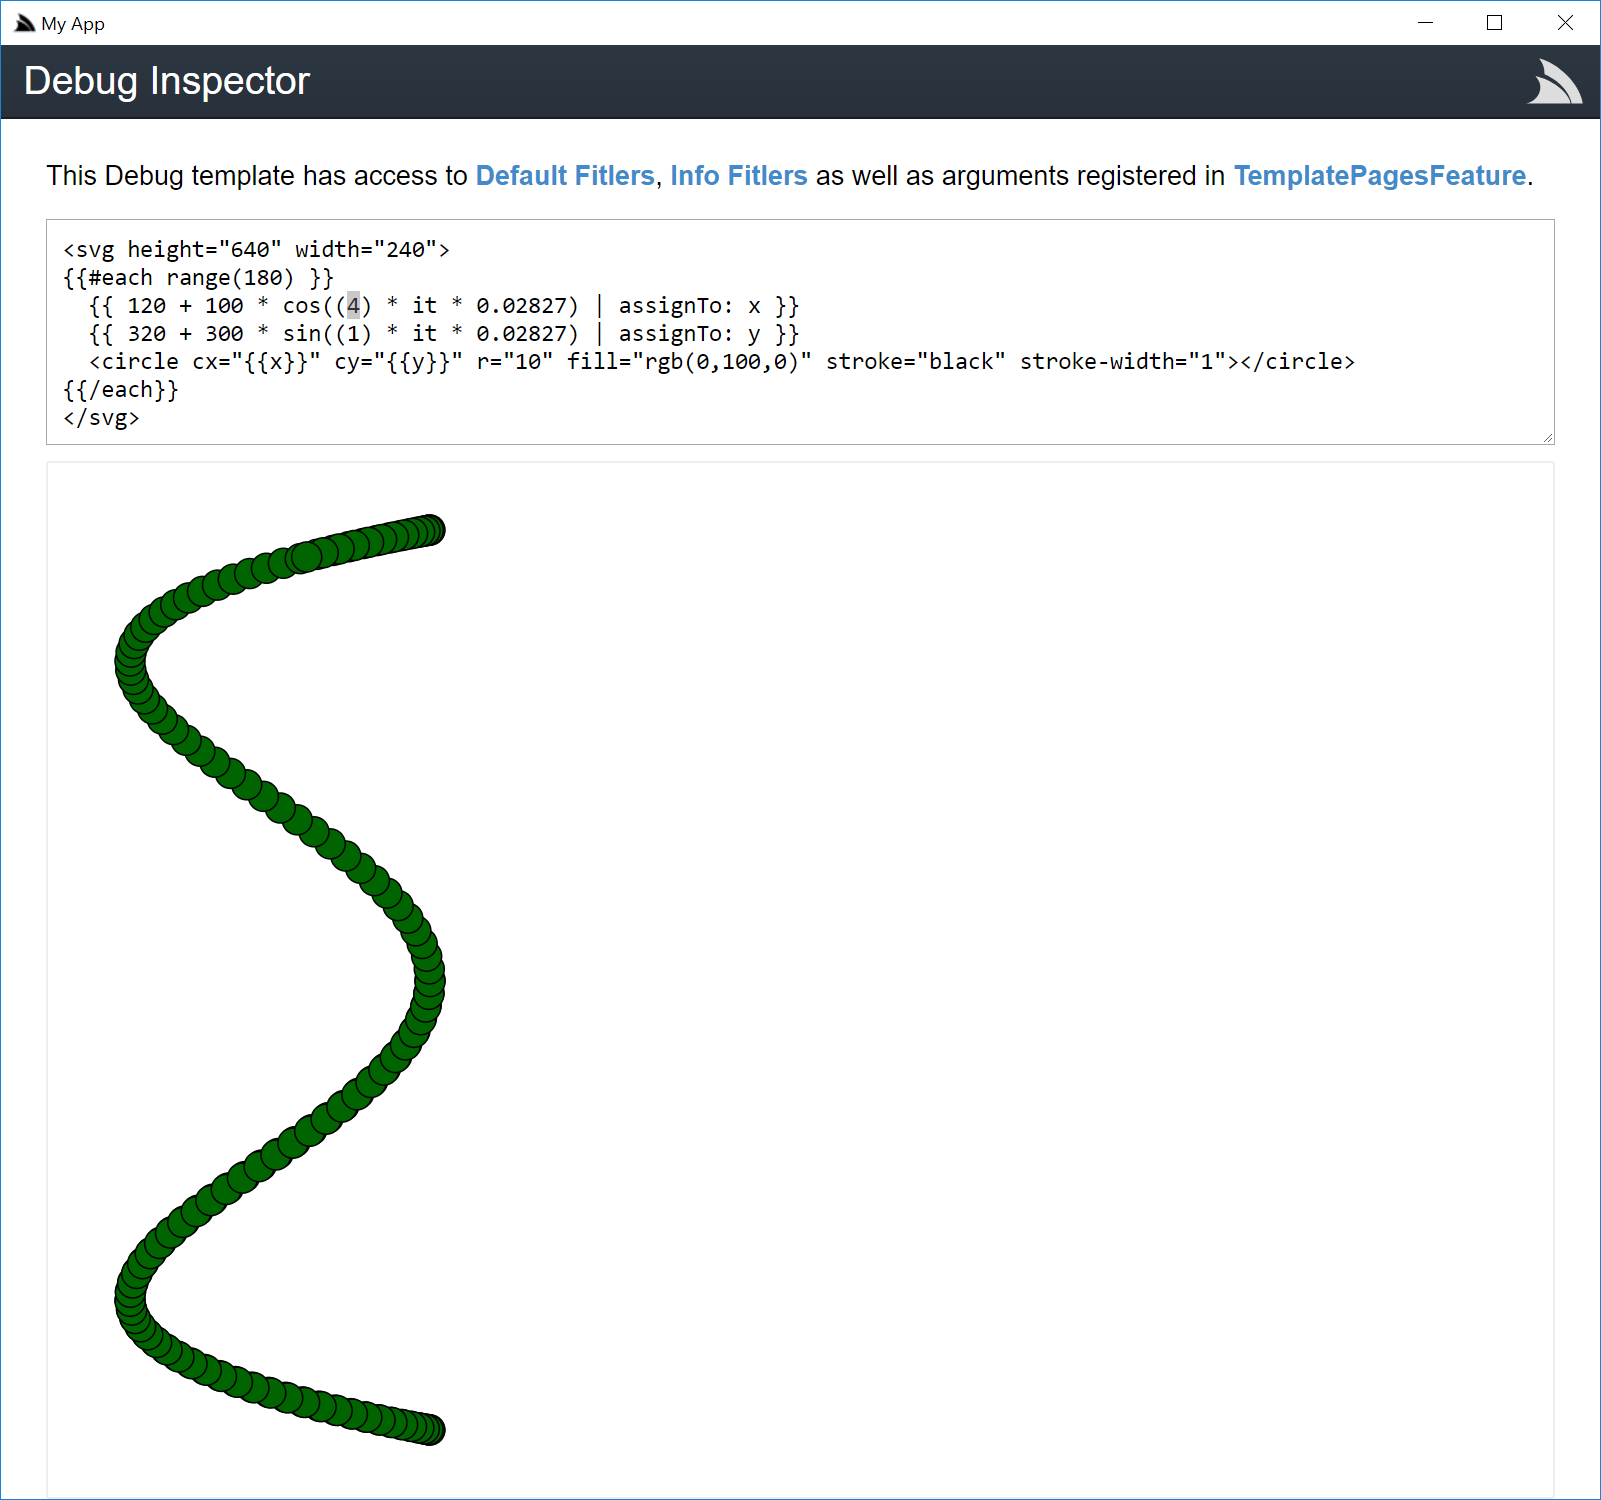 My App
Debug Inspector
This Debug template has access to Default Fitlers, Info Fitlers as well as arguments registered in TemplatePagesFeature.
<svg height="640" width="240">
{{#each range(180) }}
  {{ 120 + 100 * cos((4) * it * 0.02827) | assignTo: x }}
  {{ 320 + 300 * sin((1) * it * 0.02827) | assignTo: y }}
  <circle cx="{{x}}" cy="{{y}}" r="10" fill="rgb(0,100,0)" stroke="black" stroke-width="1"></circle>
{{/each}}
</svg>